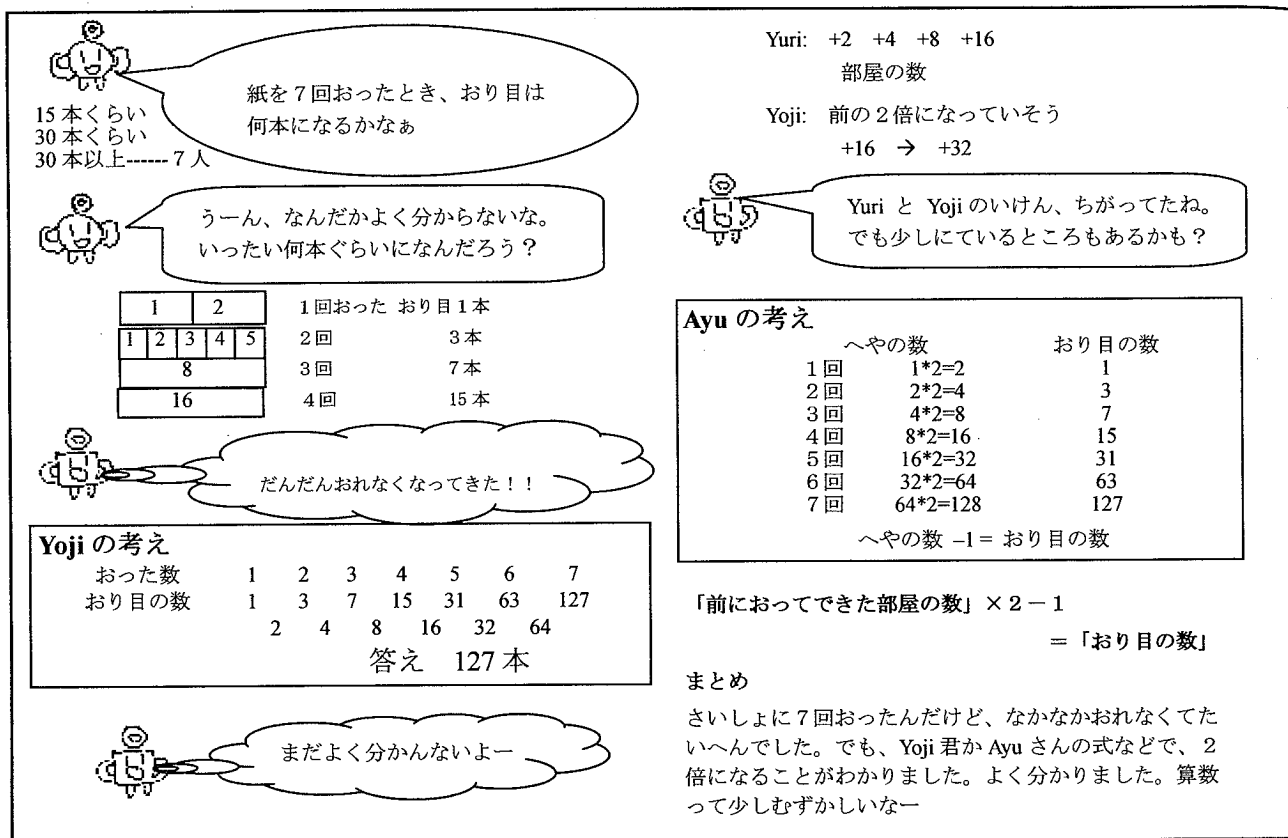 紙を７回おったとき、おり目は
何本になるかなぁ
15本くらい
30本くらい
30本以上------７人
うーん、なんだかよく分からないな。
いったい何本ぐらいになんだろう？
1 2 １回おった おり目１本
1 2 3 4 5 ２回 3本
8 ３回 7本
16 ４回 15本
だんだんおれなくなってきた！！
Yoji の考え
おった数 1 2 3 4 5 6 7
おり目の数 1 3 7 15 31 63 127
2 4 8 16 32 64
答え 127本
まだよく分かんないよー
Yuri: +2 +4 +8 +16
部屋の数
Yoji: 前の２倍になっていそう
+16 → +32
Yuri と Yoji のいけん、ちがってたね。
でも少しにているところもあるかも？
Ayu の考え
へやの数 おり目の数
１回 1*2=2 1
２回 2*2=4 3
３回 4*2=8 7
４回 8*2=16 15
５回 16*2=32 31
６回 32*2=64 63
７回 64*2=128 127
へやの数 –1＝ おり目の数
「前におってできた部屋の数」×２－１
＝「おり目の数」
まとめ
さいしょに７回おったんだけど、なかなかおれなくてた
いへんでした。でも、Yoji 君か Ayu さんの式などで、２
倍になることがわかりました。よく分かりました。算数
って少しむずかしいなー